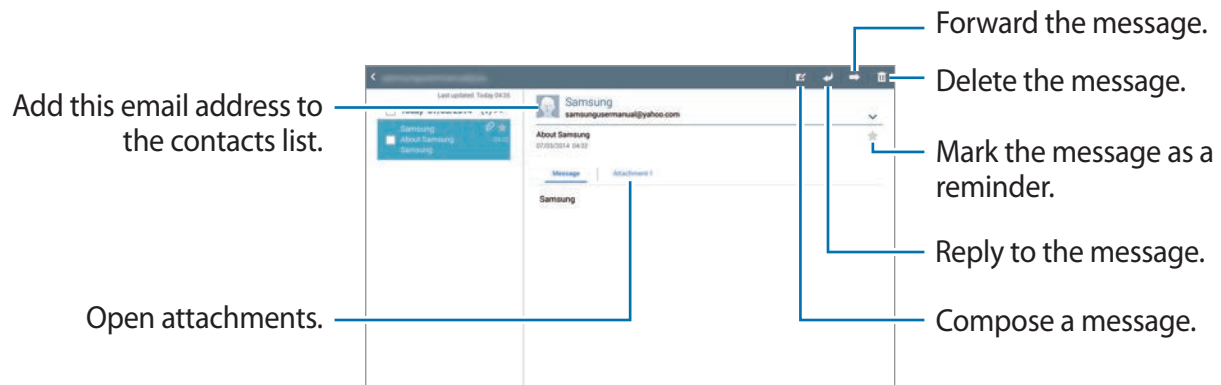 Forward the message.
Delete the message.
Add this email address to
the contacts list.
Last updated Today 04:35
Samsung
samsungusermanual@yahoo.com
Samsung
About Samsung
Samsung
About Samsung
07/03/2014 04:32
Message
Attachment 1
Samsung
Mark the message as a
reminder.
Reply to the message.
Open attachments.
Compose a message.